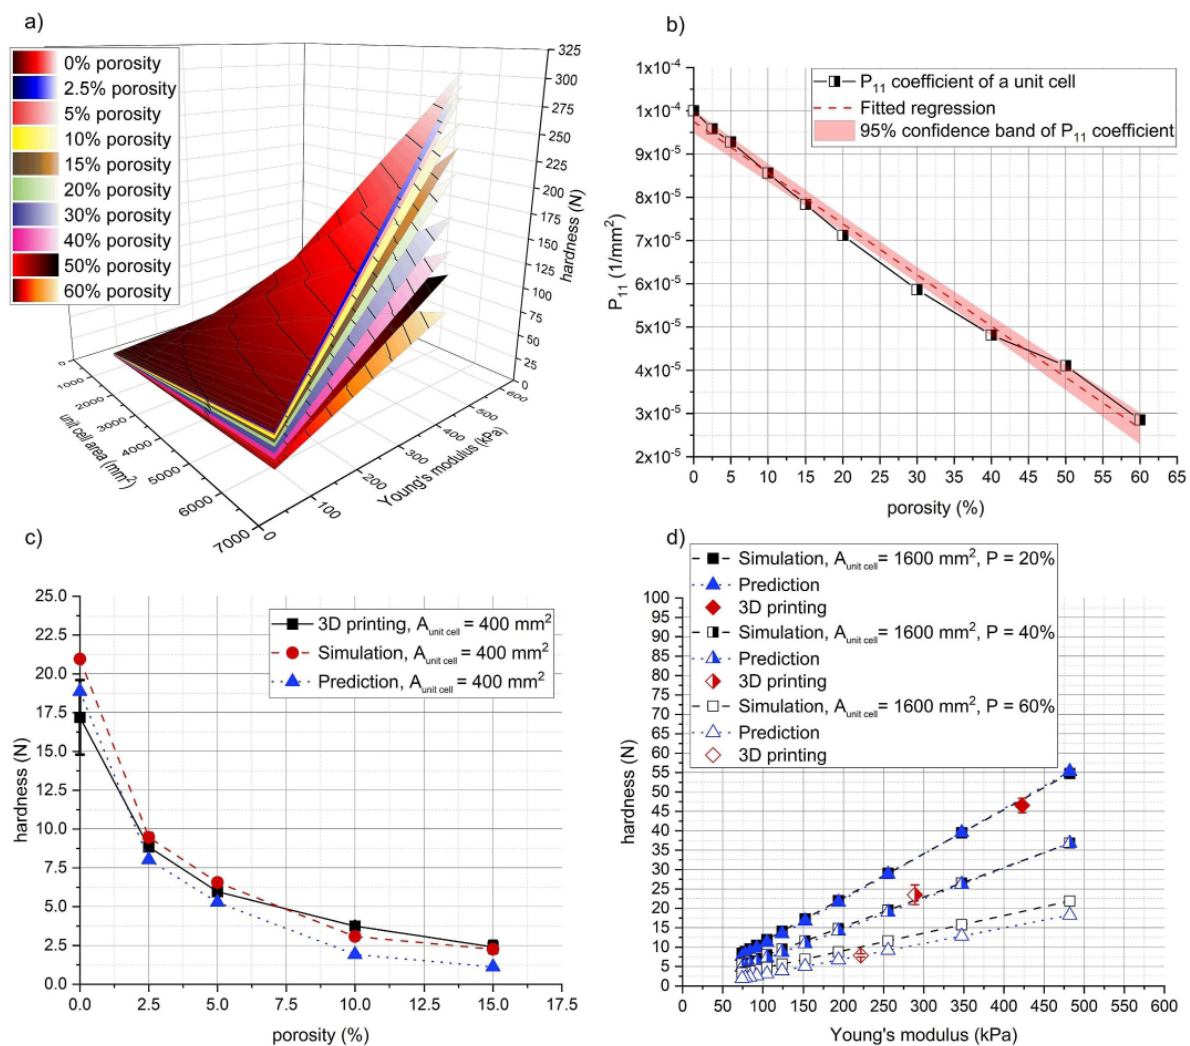 a)
0% porosity
2.5% porosity
5% porosity
10% porosity
15% porosity
20% porosity
30% porosity
40% porosity
50% porosity
60% porosity
325
300
275
250
225
200
175
150
125
100
75
50
25
0
hardness (N)
0
1000
2000
3000
4000
5000
6000
7000
unit cell area (mm²)
0
100
200
300
400
500
600
Young's modulus (kPa)
b)
P₁₁ coefficient of a unit cell
Fitted regression
95% confidence band of P₁₁ coefficient
1x10⁻⁴
1x10⁻⁴
9x10⁻⁵
8x10⁻⁵
7x10⁻⁵
6x10⁻⁵
5x10⁻⁵
4x10⁻⁵
3x10⁻⁵
2x10⁻⁵
P₁₁ (1/mm²)
0 5 10 15 20 25 30 35 40 45 50 55 60 65
porosity (%)
c)
3D printing, A unit cell = 400 mm²
Simulation, A unit cell = 400 mm²
Prediction, A unit cell = 400 mm²
25.0
22.5
20.0
17.5
15.0
12.5
10.0
7.5
5.0
2.5
0.0
hardness (N)
0.0 2.5 5.0 7.5 10.0 12.5 15.0 17.5
porosity (%)
d)
Simulation, A unit cell = 1600 mm², P = 20%
Prediction
3D printing
Simulation, A unit cell = 1600 mm², P = 40%
Prediction
3D printing
Simulation, A unit cell = 1600 mm², P = 60%
Prediction
3D printing
100
95
90
85
80
75
70
65
60
55
50
45
40
35
30
25
20
15
10
5
0
hardness (N)
0 50 100 150 200 250 300 350 400 450 500 550 600
Young's modulus (kPa)